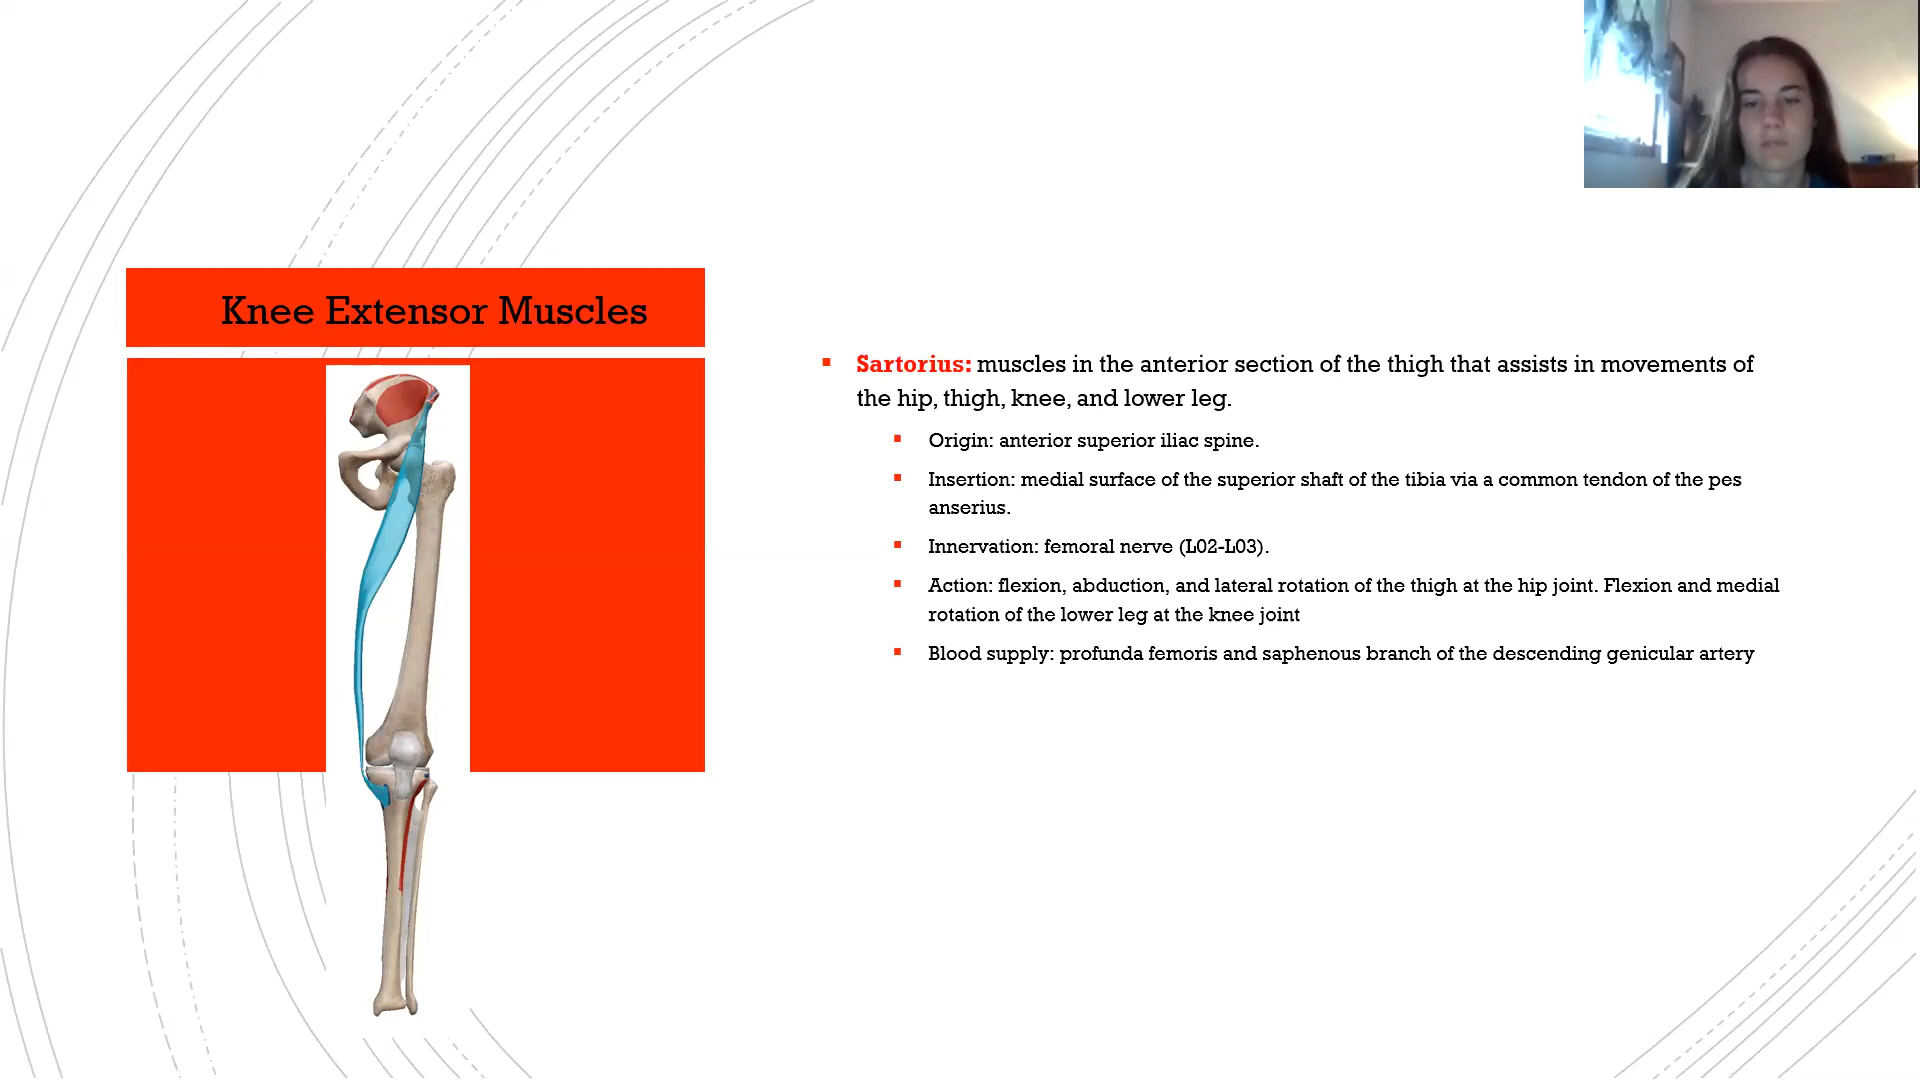 Knee Extensor Muscles
Sartorius: muscles in the anterior section of the thigh that assists in movements of
the hip, thigh, knee, and lower leg.
Origin: anterior superior iliac spine.
Insertion: medial surface of the superior shaft of the tibia via a common tendon of the pes
anserius.
Innervation: femoral nerve (L02-L03).
Action: flexion, abduction, and lateral rotation of the thigh at the hip joint. Flexion and medial
rotation of the lower leg at the knee joint
Blood supply: profunda femoris and saphenous branch of the descending genicular artery